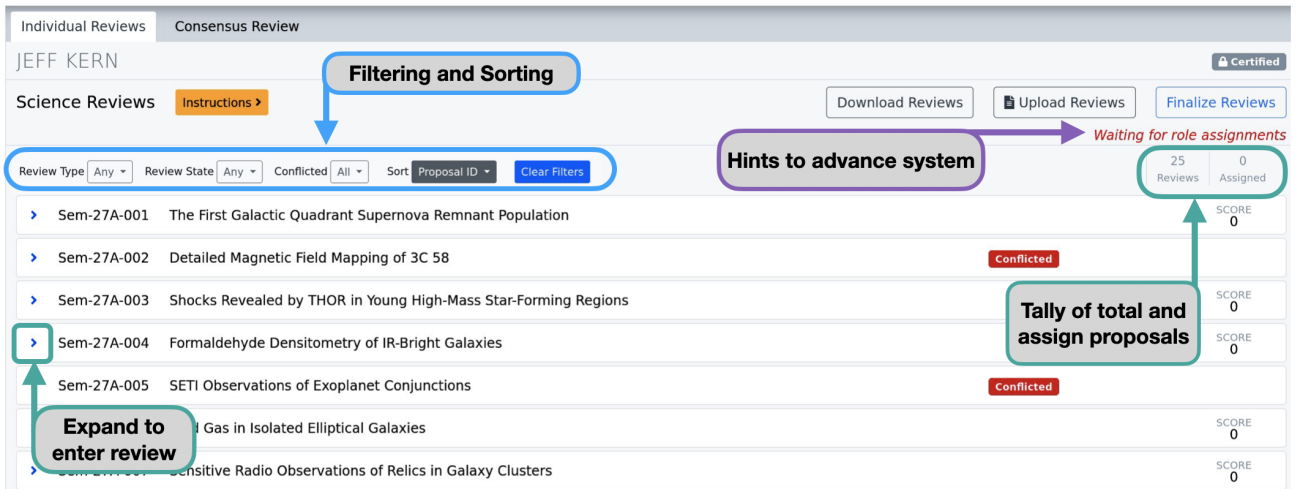 Individual Reviews Consensus Review
JEFF KERN
Certified
Filtering and Sorting
Science Reviews Instructions Download Reviews Upload Reviews Finalize Reviews
Waiting for role assignments
Hints to advance system
Review Type Any Review State Any Conflicted All Sort Proposal ID Clear Filters
25 0
Reviews Assigned
Sem-27A-001 The First Galactic Quadrant Supernova Remnant Population SCORE
0
Sem-27A-002 Detailed Magnetic Field Mapping of 3C 58 Conflicted
Sem-27A-003 Shocks Revealed by THOR in Young High-Mass Star-Forming Regions SCORE
0
Tally of total and
assign proposals
Sem-27A-004 Formaldehyde Densitometry of IR-Bright Galaxies SCORE
0
Sem-27A-005 SETI Observations of Exoplanet Conjunctions Conflicted
Expand to
enter review
Gas in Isolated Elliptical Galaxies SCORE
0
Sensitive Radio Observations of Relics in Galaxy Clusters SCORE
0